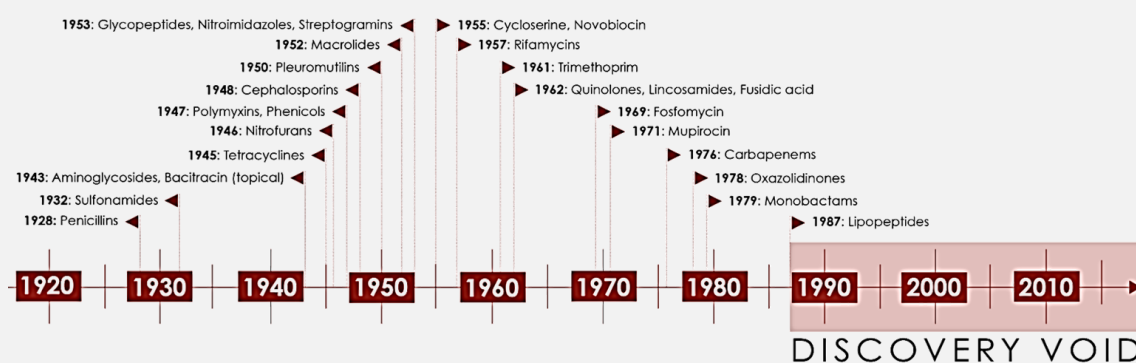 1953: Glycopeptides, Nitroimidazoles, Streptogramins
1952: Macrolides
1950: Pleuromutilins
1948: Cephalosporins
1947: Polymyxins, Phenicols
1946: Nitrofurans
1945: Tetracyclines
1943: Aminoglycosides, Bacitracin (topical)
1932: Sulfonamides
1928: Penicillins
1955: Cycloserine, Novobiocin
1957: Rifamycins
1961: Trimethoprim
1962: Quinolones, Lincosamides, Fusidic acid
1969: Fosfomycin
1971: Mupirocin
1976: Carbapenems
1978: Oxazolidinones
1979: Monobactams
1987: Lipopeptides
1920 1930 1940 1950 1960 1970 1980 1990 2000 2010
DISCOVERY VOID